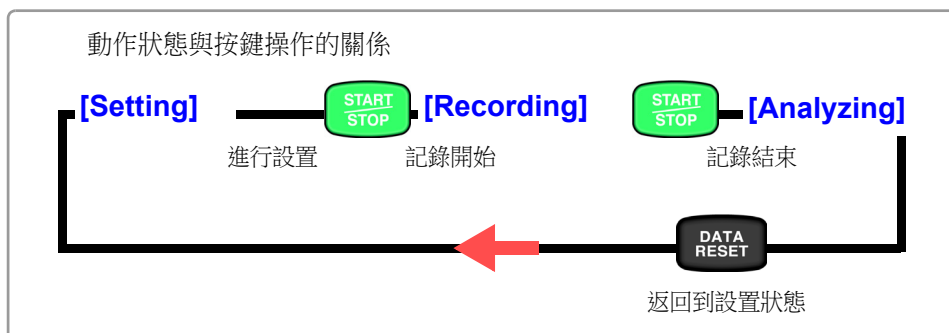 動作狀態與按鍵操作的關係
[Setting] START STOP [Recording] START STOP [Analyzing]
進行設置 記錄開始 記錄結束
DATA
RESET
返回到設置狀態